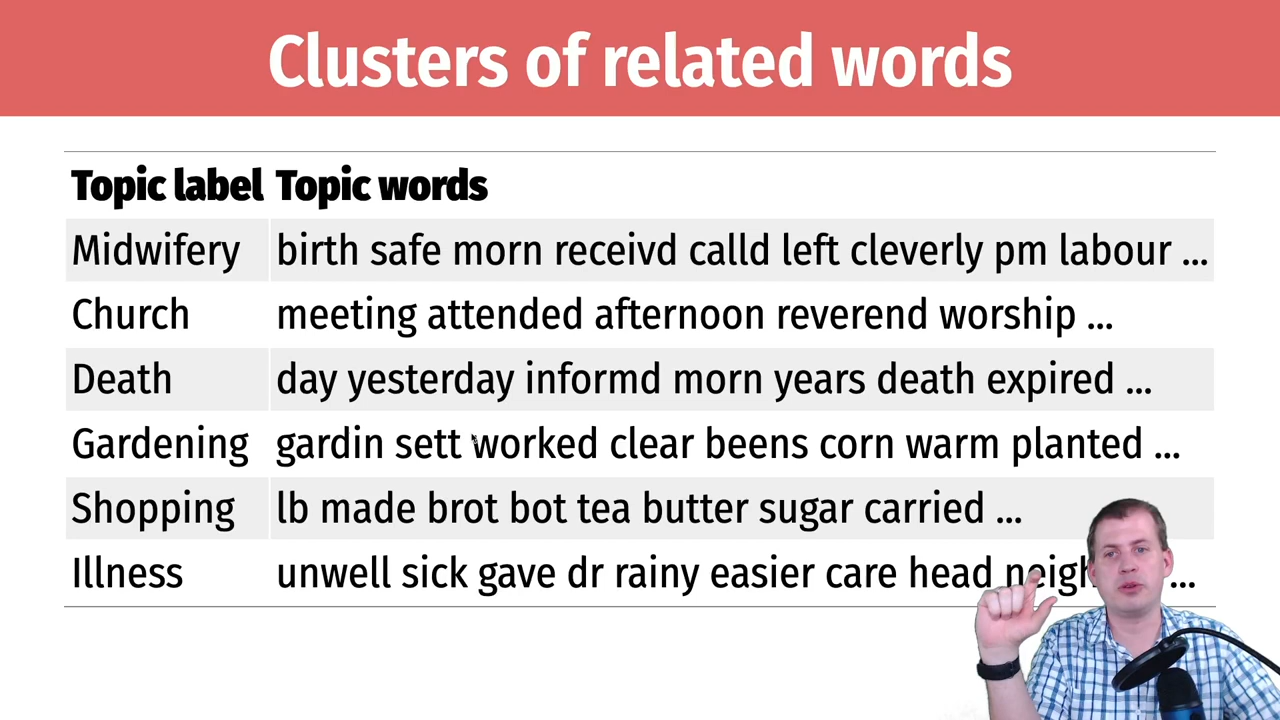 Clusters of related words
Topic label Topic words
Midwifery birth safe morn receivd calld left cleverly pm labour ...
Church meeting attended afternoon reverend worship ...
Death day yesterday informd morn years death expired ...
Gardening gardin sett worked clear beens corn warm planted ...
Shopping lb made brot bot tea butter sugar carried ...
Illness unwell sick gave dr rainy easier care head ...